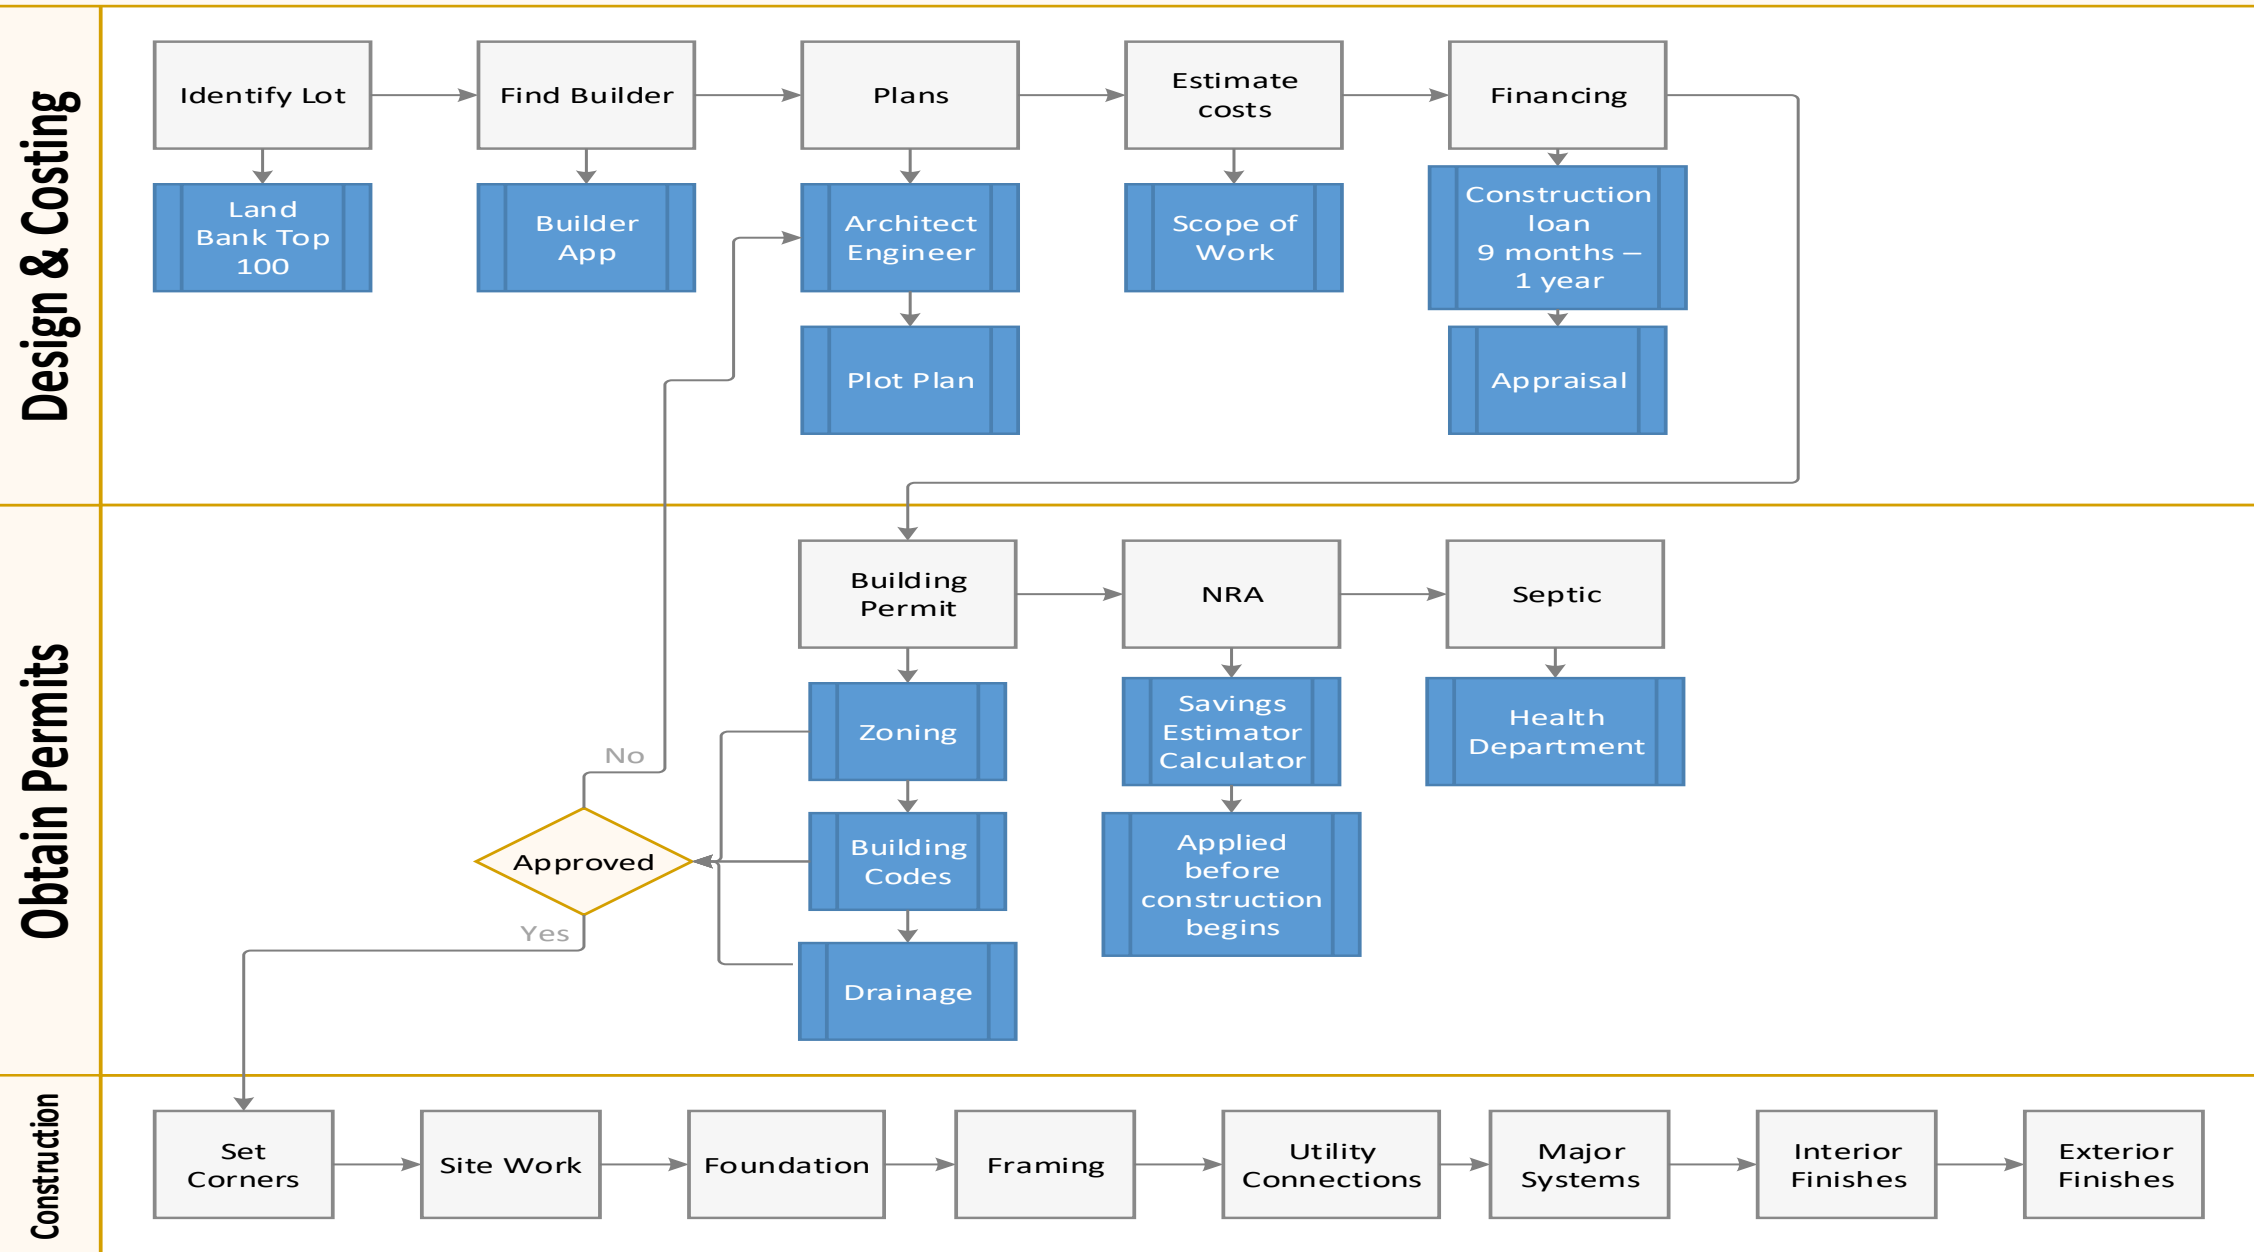 Design & Costing
Identify Lot
Find Builder
Plans
Estimate
costs
Financing
Land
Bank Top
100
Builder
App
Architect
Engineer
Scope of
Work
Construction
loan
9 months –
1 year
Plot Plan
Appraisal
Obtain Permits
Building
Permit
NRA
Septic
Zoning
Savings
Estimator
Calculator
Health
Department
No
Approved
Building
Codes
Applied
before
construction
begins
Yes
Drainage
Construction
Set
Corners
Site Work
Foundation
Framing
Utility
Connections
Major
Systems
Interior
Finishes
Exterior
Finishes